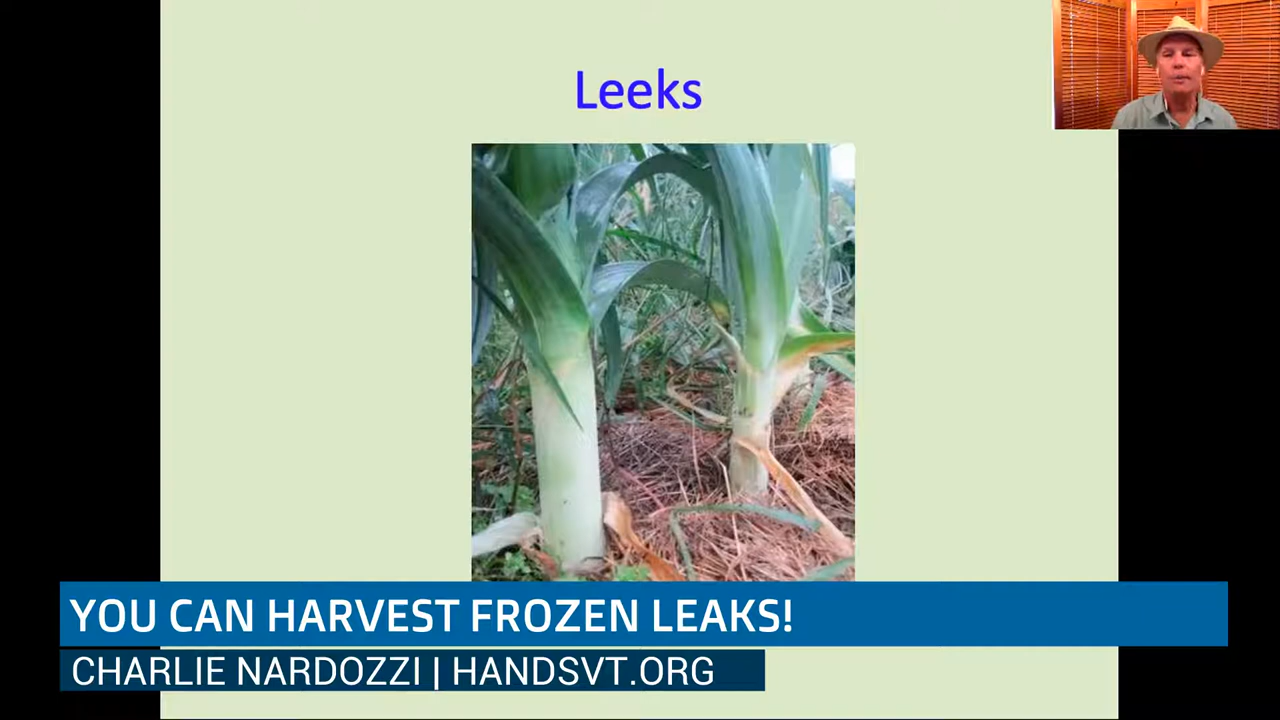 Leeks
YOU CAN HARVEST FROZEN LEAKS!
CHARLIE NARDOZZI | HANDSVT.ORG